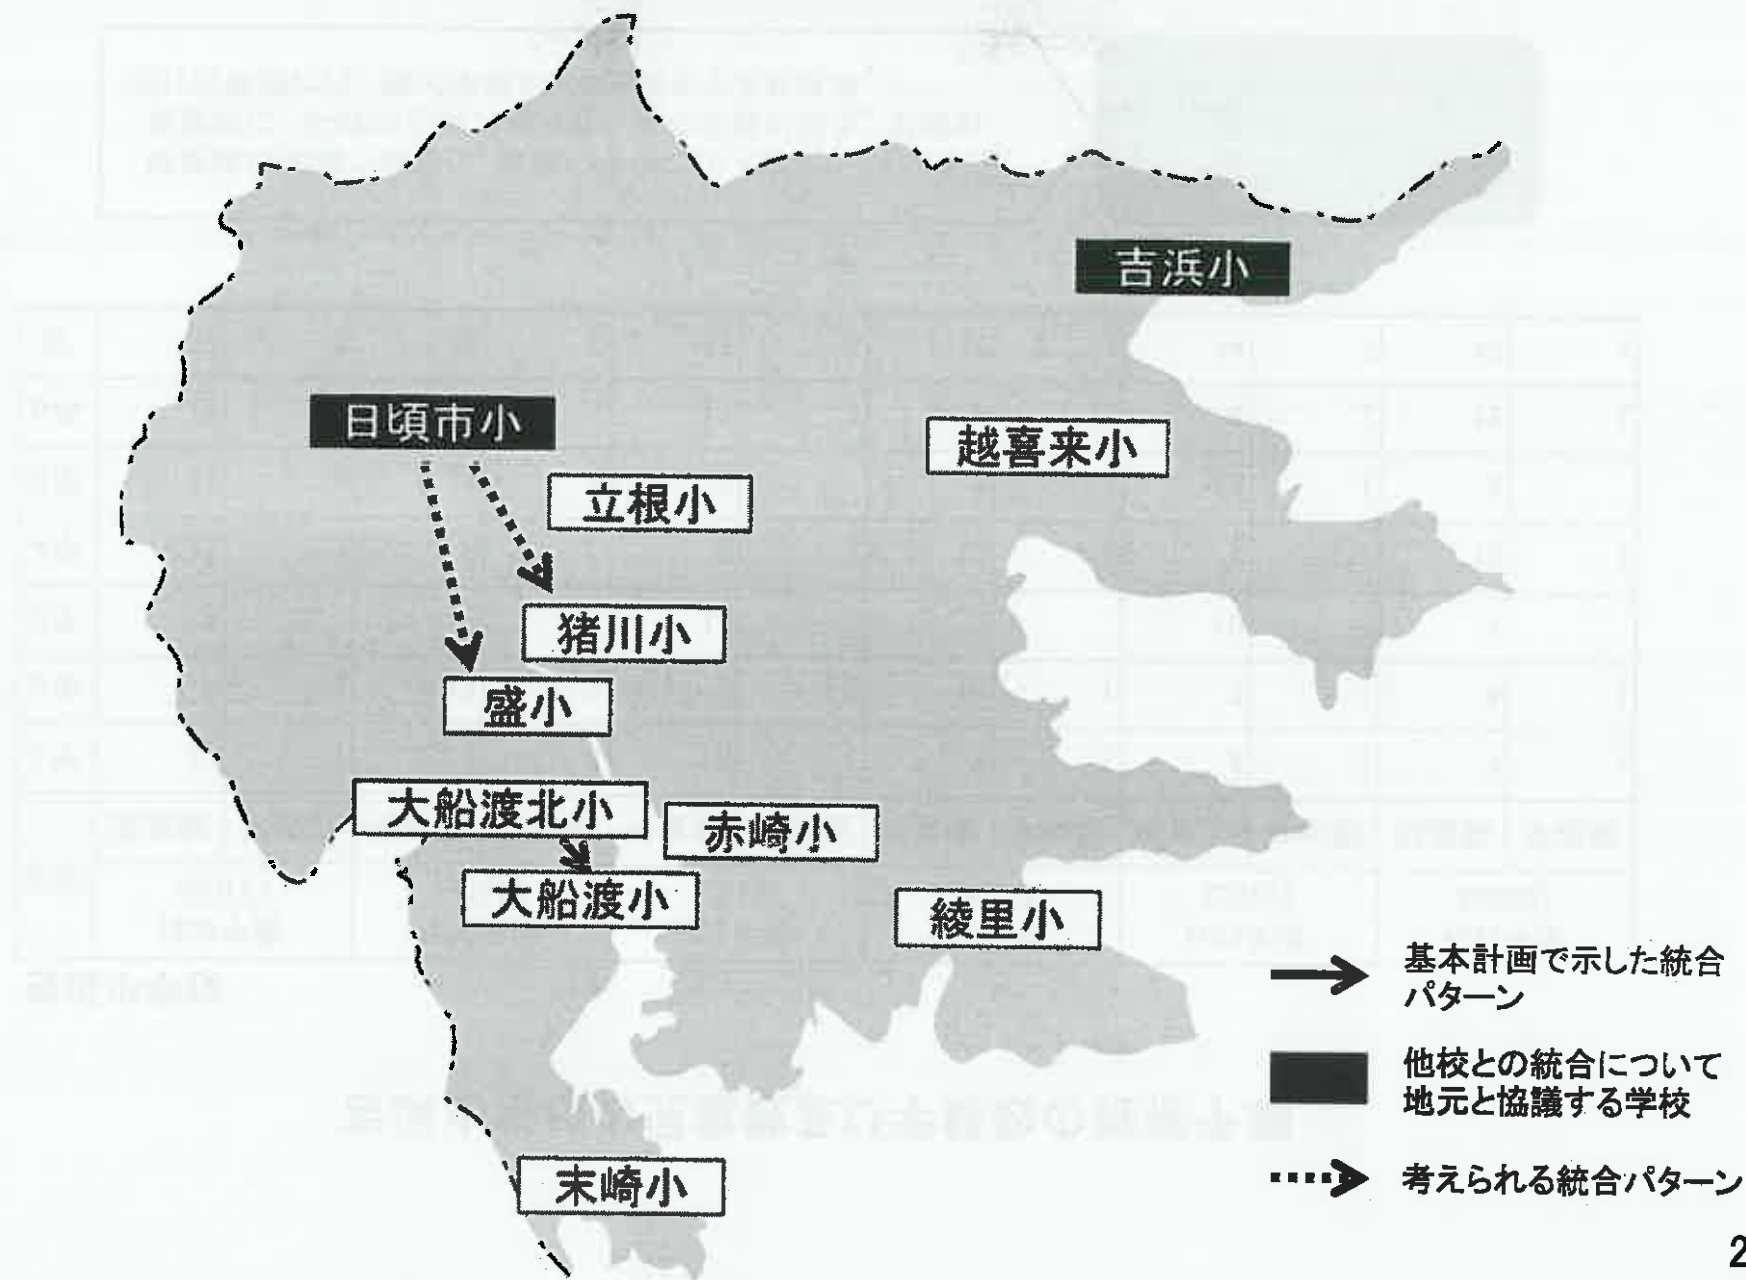 吉浜小
日頃市小
越喜来小
立根小
猪川小
盛小
大船渡北小
赤崎小
大船渡小
綾里小
末崎小
基本計画で示した統合
パターン
他校との統合について
地元と協議する学校
考えられる統合パターン
2